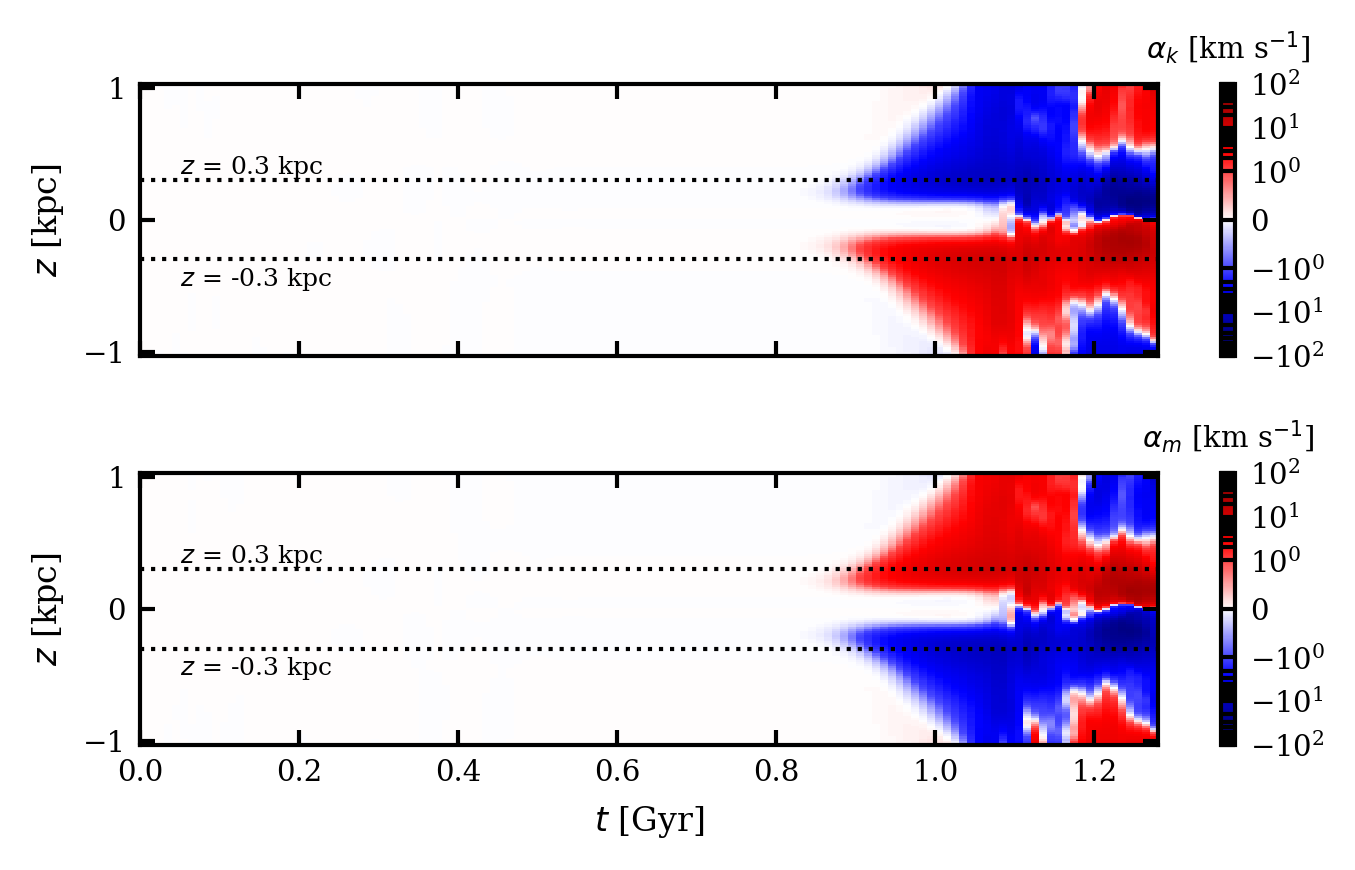 αₖ [km s⁻¹]
1
0
−1
z [kpc]
z = 0.3 kpc
z = -0.3 kpc
10²
10¹
10⁰
0
−10⁰
−10¹
−10²
αₘ [km s⁻¹]
1
0
−1
z [kpc]
z = 0.3 kpc
z = -0.3 kpc
10²
10¹
10⁰
0
−10⁰
−10¹
−10²
0.0 0.2 0.4 0.6 0.8 1.0 1.2
t [Gyr]